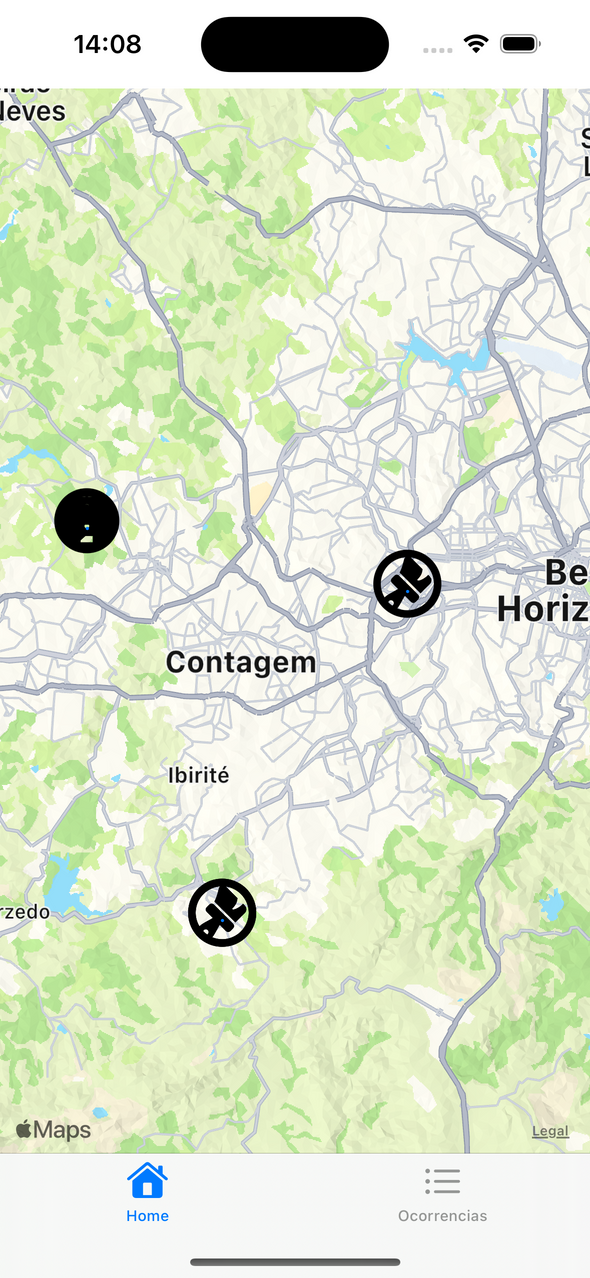 14:08
Neves
Contagem
Be
Horiz
Ibirité
rzedo
Maps
Legal
Home
Ocorrencias